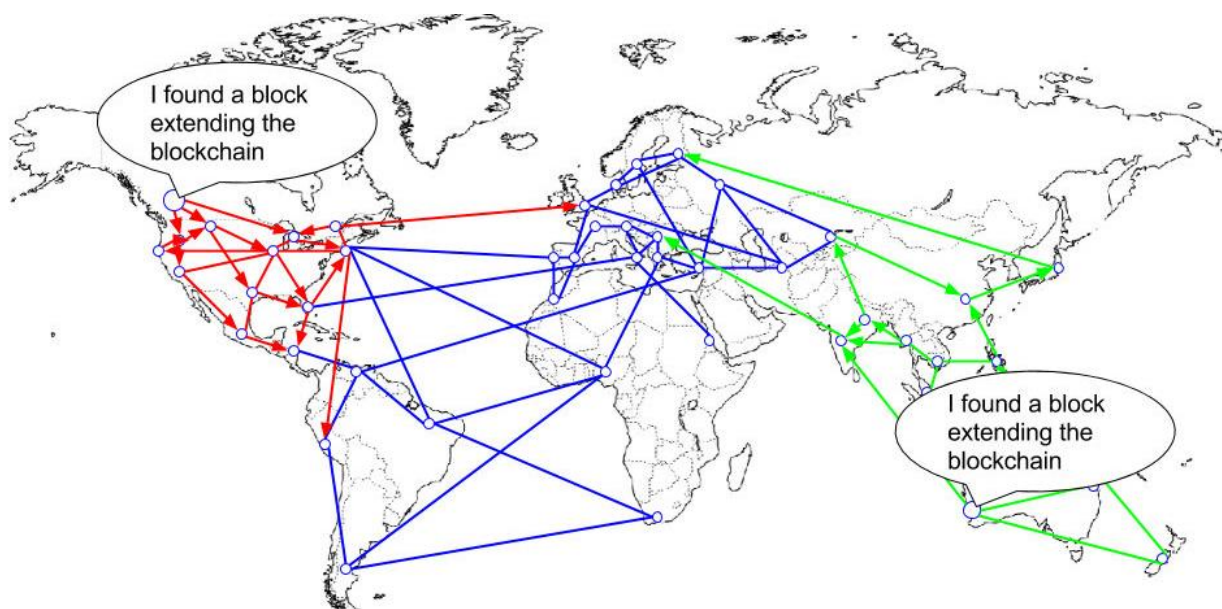 I found a block
extending the
blockchain
I found a block
extending the
blockchain